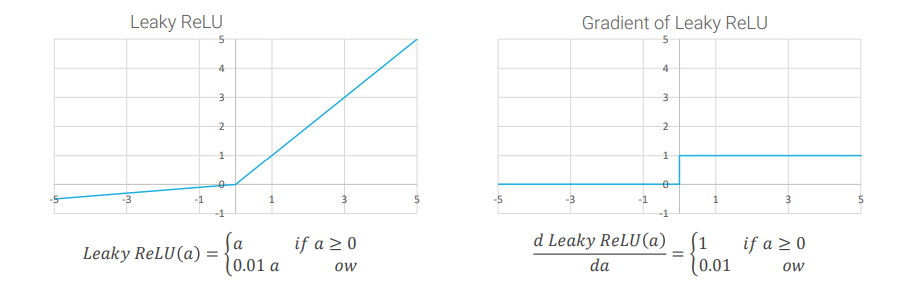 Leaky ReLU
5
4
3
2
1
0
-1
-5 -3 -1 1 3 5
Leaky ReLU(a) = {a if a ≥ 0
0.01 a ow
Gradient of Leaky ReLU
5
4
3
2
1
0
-1
-5 -3 -1 1 3 5
d Leaky ReLU(a)
da
= {1 if a ≥ 0
0.01 ow